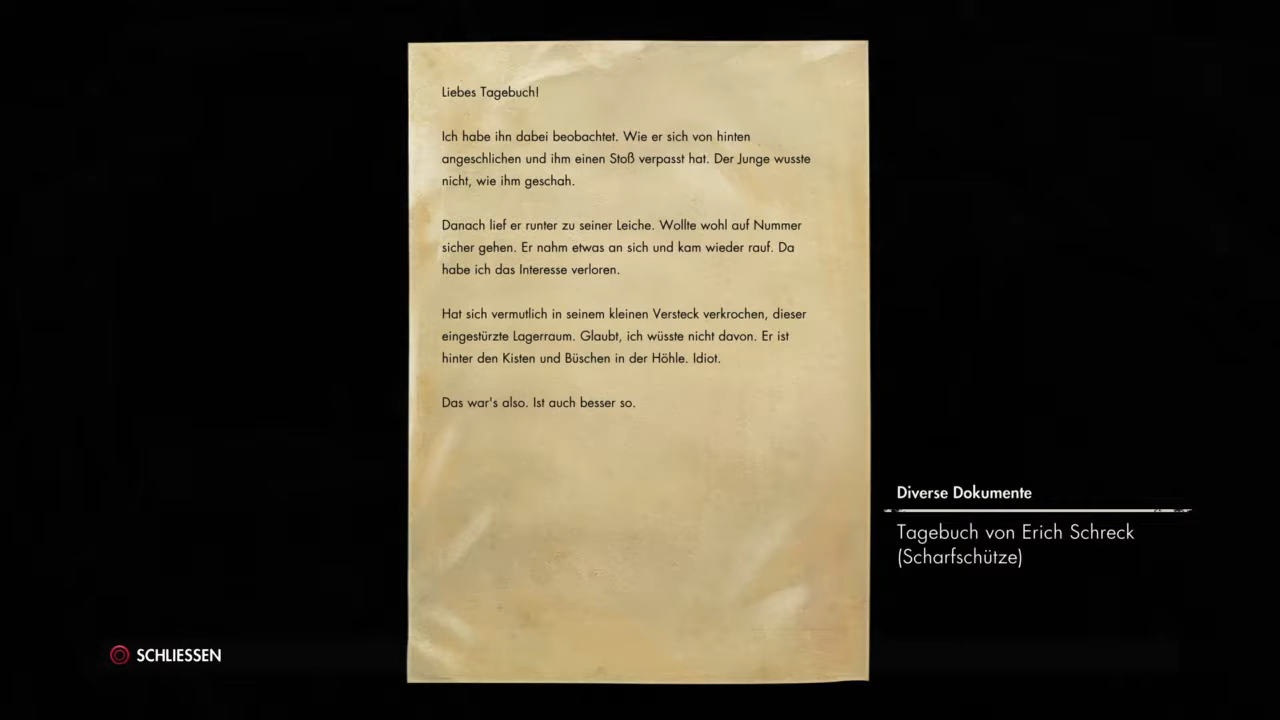 Liebes Tagebuch!
Ich habe ihn dabei beobachtet. Wie er sich von hinten
angeschlichen und ihm einen Stoß verpasst hat. Der Junge wusste
nicht, wie ihm geschah.
Danach lief er runter zu seiner Leiche. Wollte wohl auf Nummer
sicher gehen. Er nahm etwas an sich und kam wieder rauf. Da
habe ich das Interesse verloren.
Hat sich vermutlich in seinem kleinen Versteck verkrochen, dieser
eingestürzte Lagerraum. Glaubt, ich wüsste nicht davon. Er ist
hinter den Kisten und Büschen in der Höhle. Idiot.
Das war's also. Ist auch besser so.
Diverse Dokumente
Tagebuch von Erich Schreck
(Scharfschütze)
SCHLIESSEN